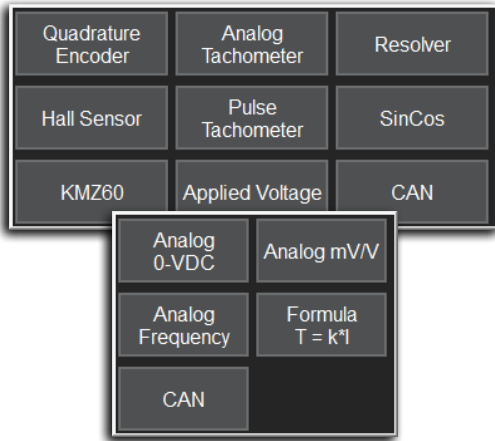 Quadrature
Encoder
Analog
Tachometer
Resolver
Hall Sensor
Pulse
Tachometer
SinCos
KMZ60
Applied Voltage
CAN
Analog
0-VDC
Analog mV/V
Analog
Frequency
Formula
T = k*I
CAN